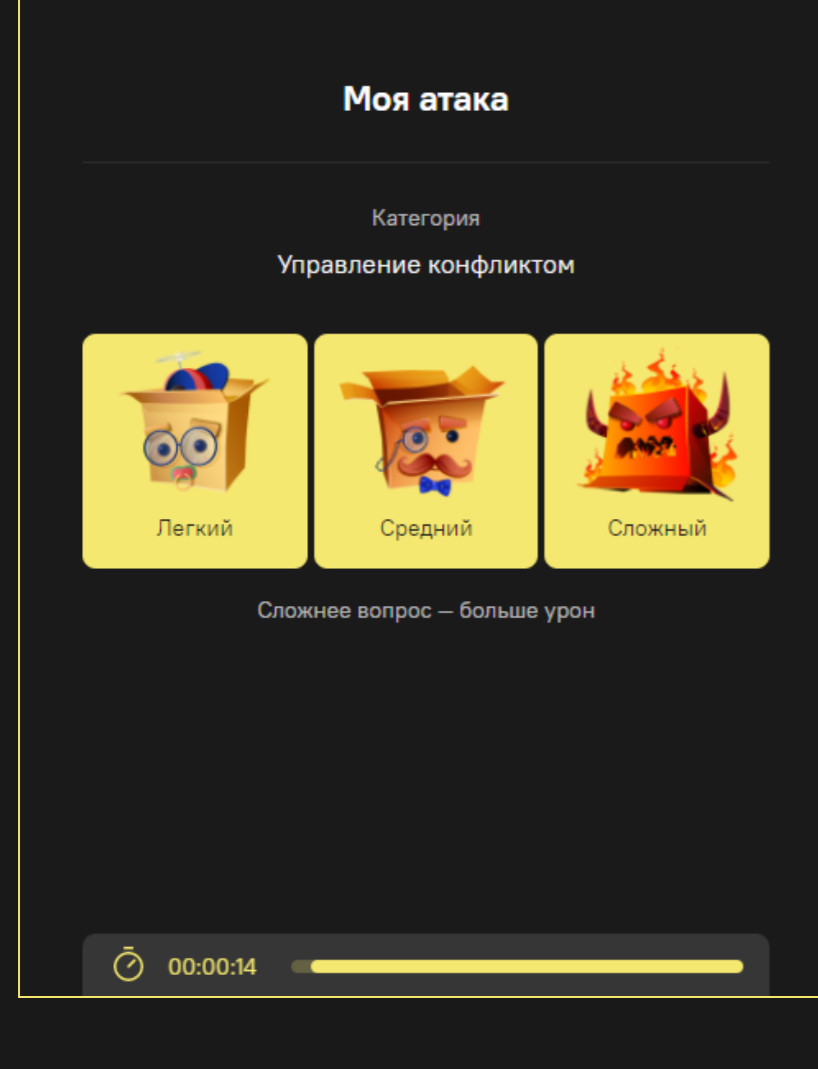 Моя атака
Категория
Управление конфликтом
Легкий
Средний
Сложный
Сложнее вопрос — больше урон
00:00:14